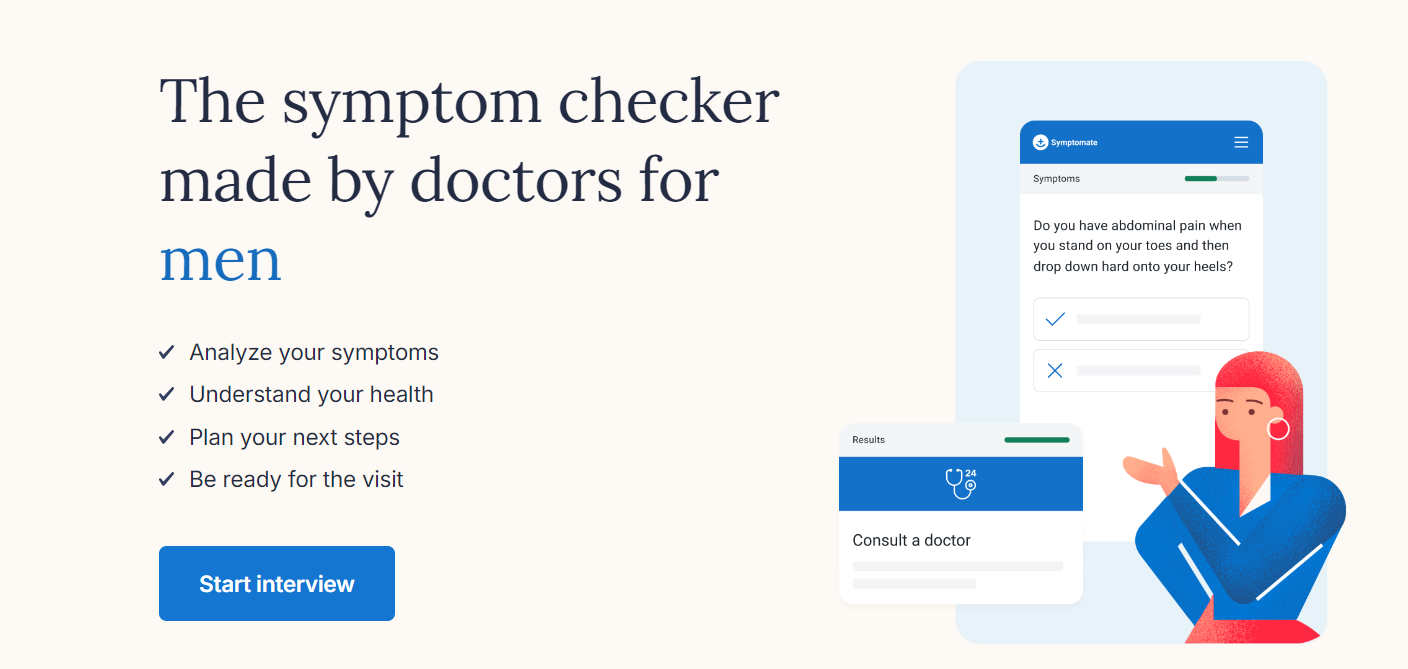 The symptom checker
made by doctors for
men
Analyze your symptoms
Understand your health
Plan your next steps
Be ready for the visit
Start interview
Symptomate
Symptoms
Do you have abdominal pain when
you stand on your toes and then
drop down hard onto your heels?
Results
24
Consult a doctor